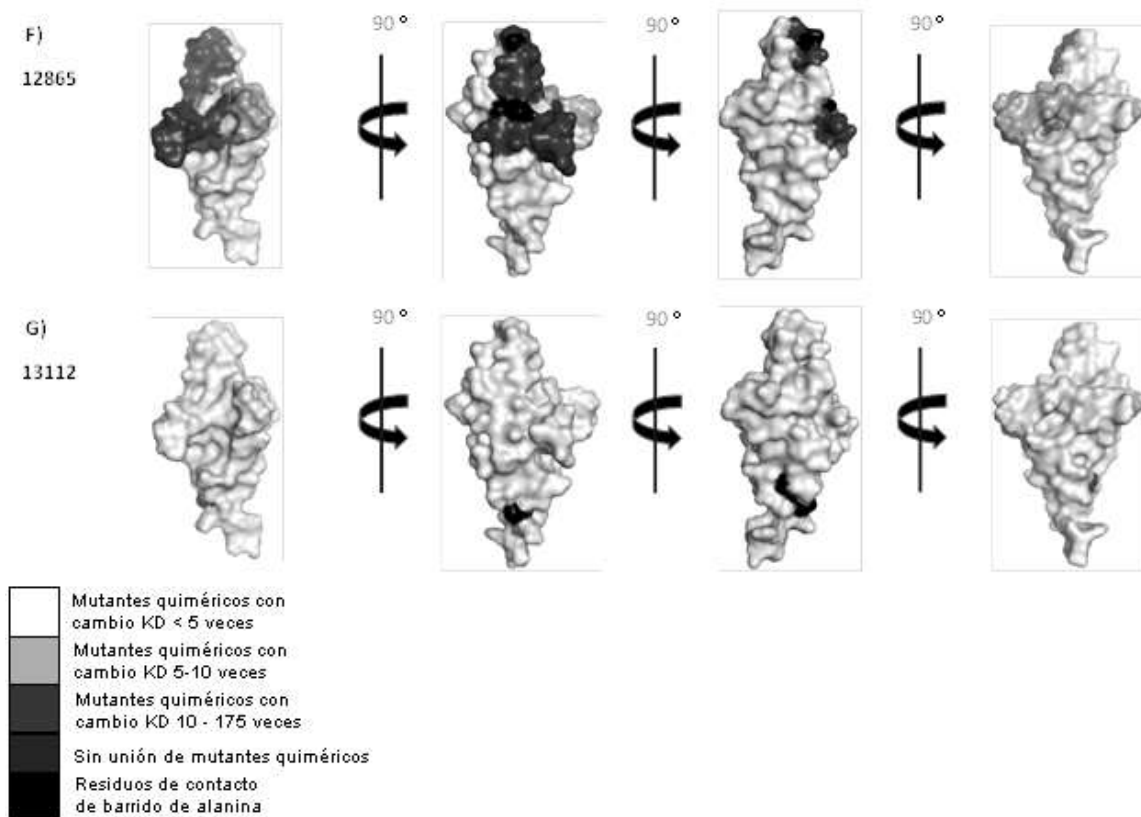 F)
12865
90°
90°
90°
G)
13112
90°
90°
90°
Mutantes quiméricos con
cambio KD < 5 veces
Mutantes quiméricos con
cambio KD 5-10 veces
Mutantes quiméricos con
cambio KD 10 - 175 veces
Sin unión de mutantes quiméricos
Residuos de contacto
de barrido de alanina